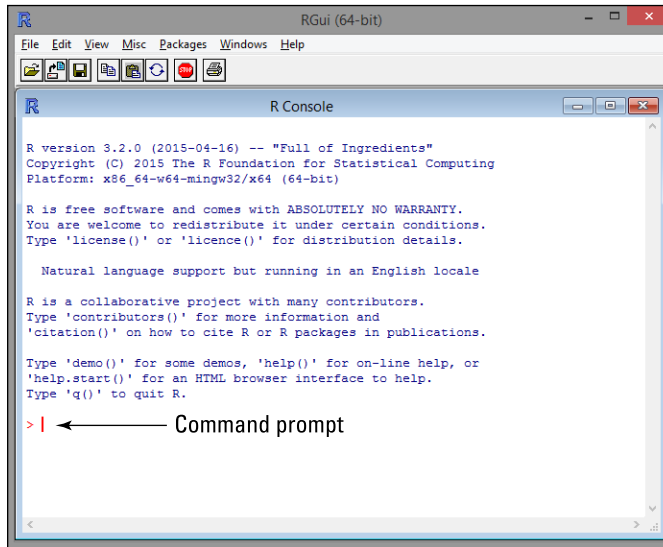 R RGui (64-bit)
File Edit View Misc Packages Windows Help
STOP
R R Console
R version 3.2.0 (2015-04-16) -- "Full of Ingredients"
Copyright (C) 2015 The R Foundation for Statistical Computing
Platform: x86_64-w64-mingw32/x64 (64-bit)
R is free software and comes with ABSOLUTELY NO WARRANTY.
You are welcome to redistribute it under certain conditions.
Type 'license()' or 'licence()' for distribution details.
Natural language support but running in an English locale
R is a collaborative project with many contributors.
Type 'contributors()' for more information and
'citation()' on how to cite R or R packages in publications.
Type 'demo()' for some demos, 'help()' for on-line help, or
'help.start()' for an HTML browser interface to help.
Type 'q()' to quit R.
> | Command prompt